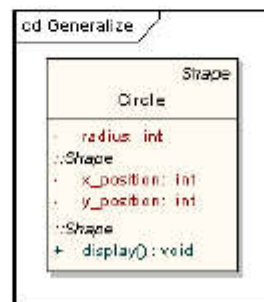 cd Generalize
Shape
Circle
- radius: int
::Shape
- x_position: int
- y_position: int
::Shape
+ display() : void